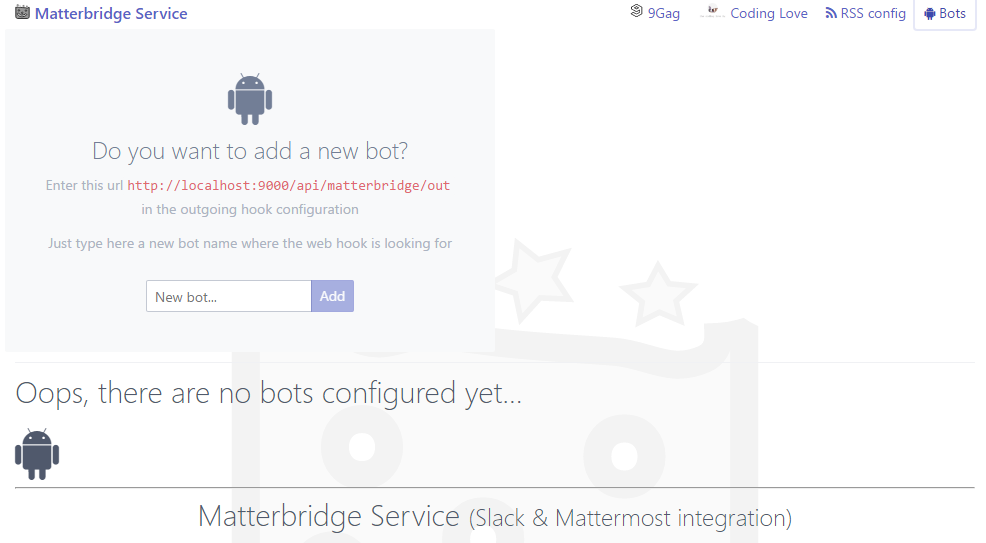 Matterbridge Service
9Gag
Coding Love
RSS config
Bots
Do you want to add a new bot?
Enter this url http://localhost:9000/api/matterbridge/out
in the outgoing hook configuration
Just type here a new bot name where the web hook is looking for
New bot...
Add
Oops, there are no bots configured yet...
Matterbridge Service (Slack & Mattermost integration)